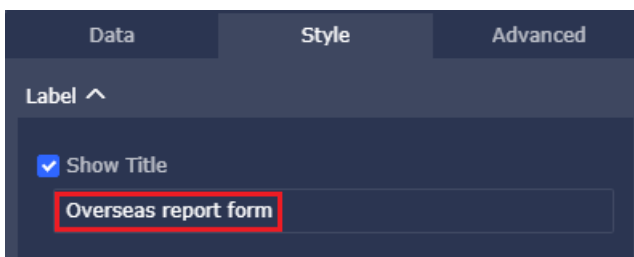 Data Style Advanced
Label
Show Title
Overseas report form